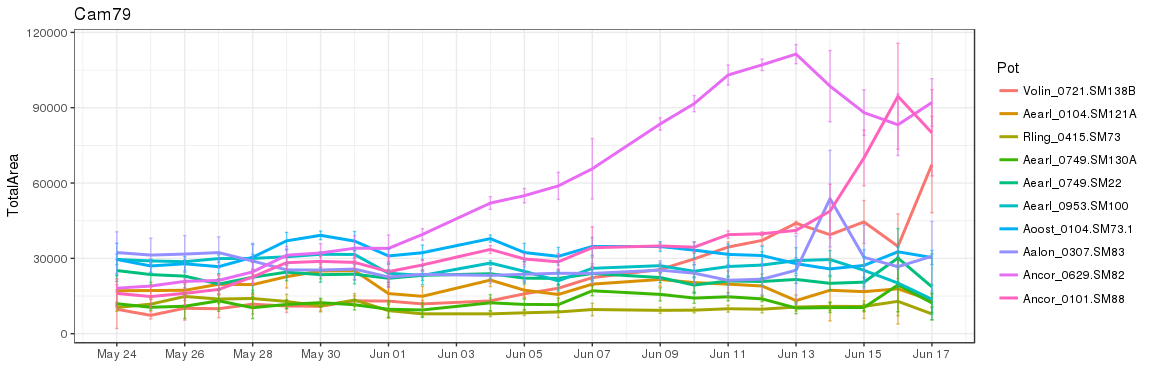 Cam79
TotalArea
120000
90000
60000
30000
0
May 24
May 26
May 28
May 30
Jun 01
Jun 03
Jun 05
Jun 07
Jun 09
Jun 11
Jun 13
Jun 15
Jun 17
Pot
Volin_0721.SM138B
Aearl_0104.SM121A
Rling_0415.SM73
Aearl_0749.SM130A
Aearl_0749.SM22
Aearl_0953.SM100
Aoost_0104.SM73.1
Aalon_0307.SM83
Ancor_0629.SM82
Ancor_0101.SM88